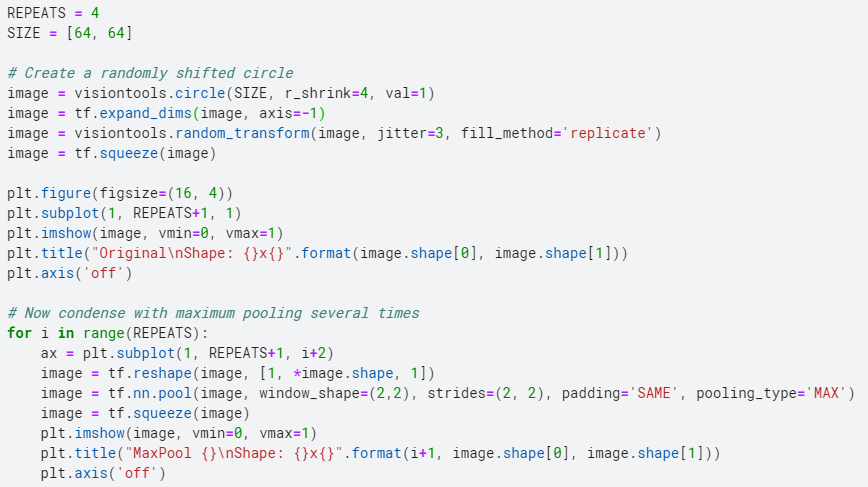 REPEATS = 4
SIZE = [64, 64]
# Create a randomly shifted circle
image = visiontools.circle(SIZE, r_shrink=4, val=1)
image = tf.expand_dims(image, axis=-1)
image = visiontools.random_transform(image, jitter=3, fill_method='replicate')
image = tf.squeeze(image)
plt.figure(figsize=(16, 4))
plt.subplot(1, REPEATS+1, 1)
plt.imshow(image, vmin=0, vmax=1)
plt.title("Original\nShape: {}x{}".format(image.shape[0], image.shape[1]))
plt.axis('off')
# Now condense with maximum pooling several times
for i in range(REPEATS):
    ax = plt.subplot(1, REPEATS+1, i+2)
    image = tf.reshape(image, [1, *image.shape, 1])
    image = tf.nn.pool(image, window_shape=(2,2), strides=(2, 2), padding='SAME', pooling_type='MAX')
    image = tf.squeeze(image)
    plt.imshow(image, vmin=0, vmax=1)
    plt.title("MaxPool {}\nShape: {}x{}".format(i+1, image.shape[0], image.shape[1]))
    plt.axis('off')